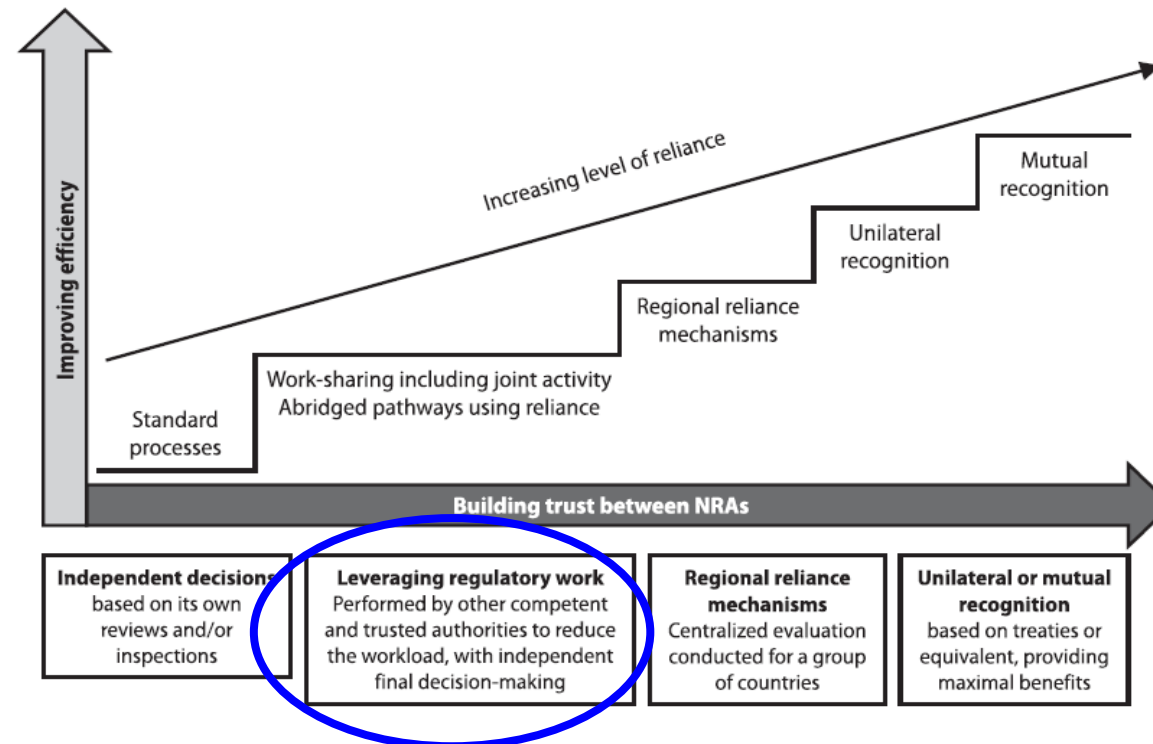 Improving efficiency
Increasing level of reliance
Mutual
recognition
Unilateral
recognition
Regional reliance
mechanisms
Work-sharing including joint activity
Abridged pathways using reliance
Standard
processes
Building trust between NRAs
Independent decisions
based on its own
reviews and/or
inspections
Leveraging regulatory work
Performed by other competent
and trusted authorities to reduce
the workload, with independent
final decision-making
Regional reliance
mechanisms
Centralized evaluation
conducted for a group
of countries
Unilateral or mutual
recognition
based on treaties or
equivalent, providing
maximal benefits